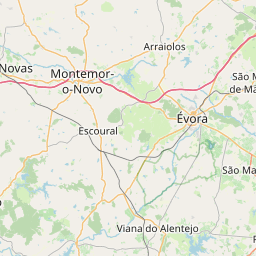 Arraiolos
Novas
Montemor-
o-Novo
São M
de M
Évora
Escoural
São Ma
Viana do Alentejo